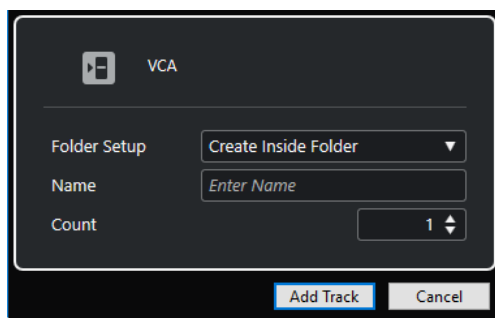 VCA
Folder Setup Create Inside Folder
Name Enter Name
Count 1
Add Track Cancel